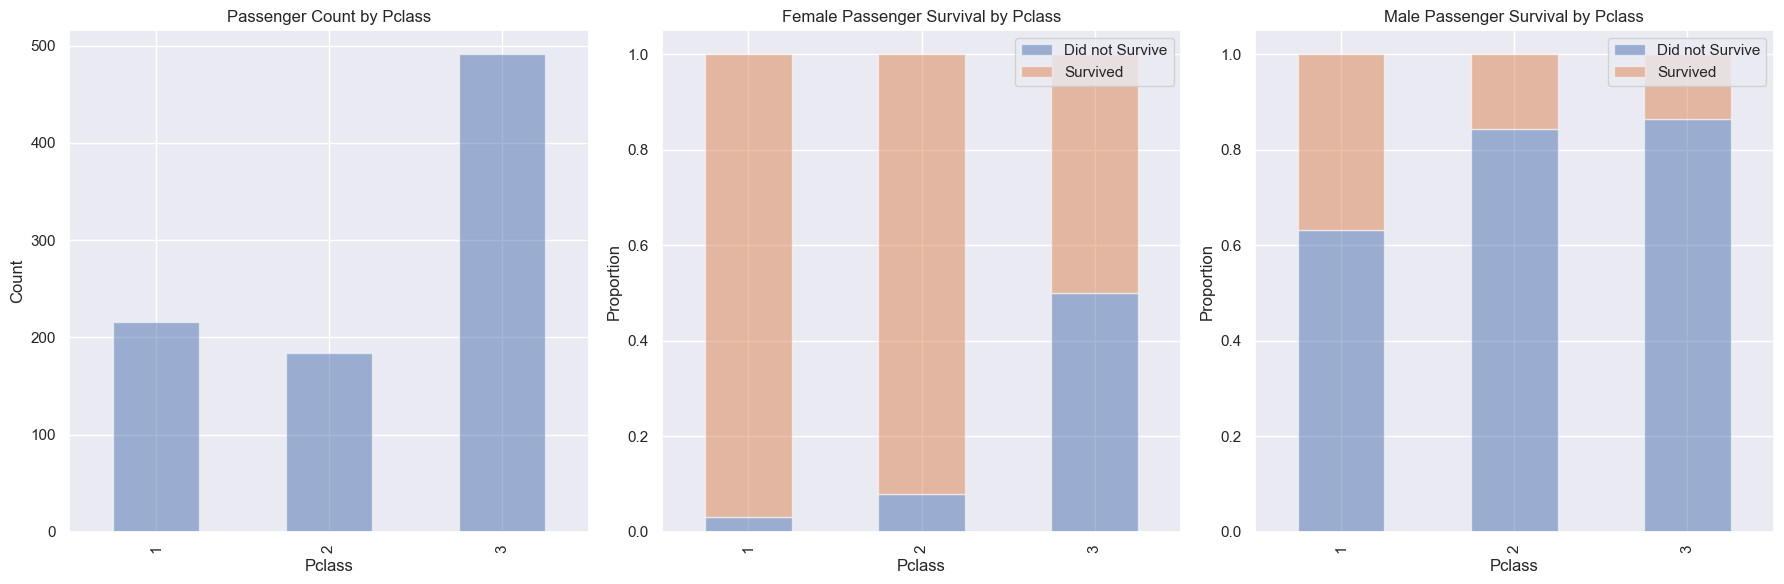 Passenger Count by Pclass
Count
500
400
300
200
100
0
1
2
3
Pclass
Female Passenger Survival by Pclass
Did not Survive
Survived
Proportion
1.0
0.8
0.6
0.4
0.2
0.0
1
2
3
Pclass
Male Passenger Survival by Pclass
Did not Survive
Survived
Proportion
1.0
0.8
0.6
0.4
0.2
0.0
1
2
3
Pclass